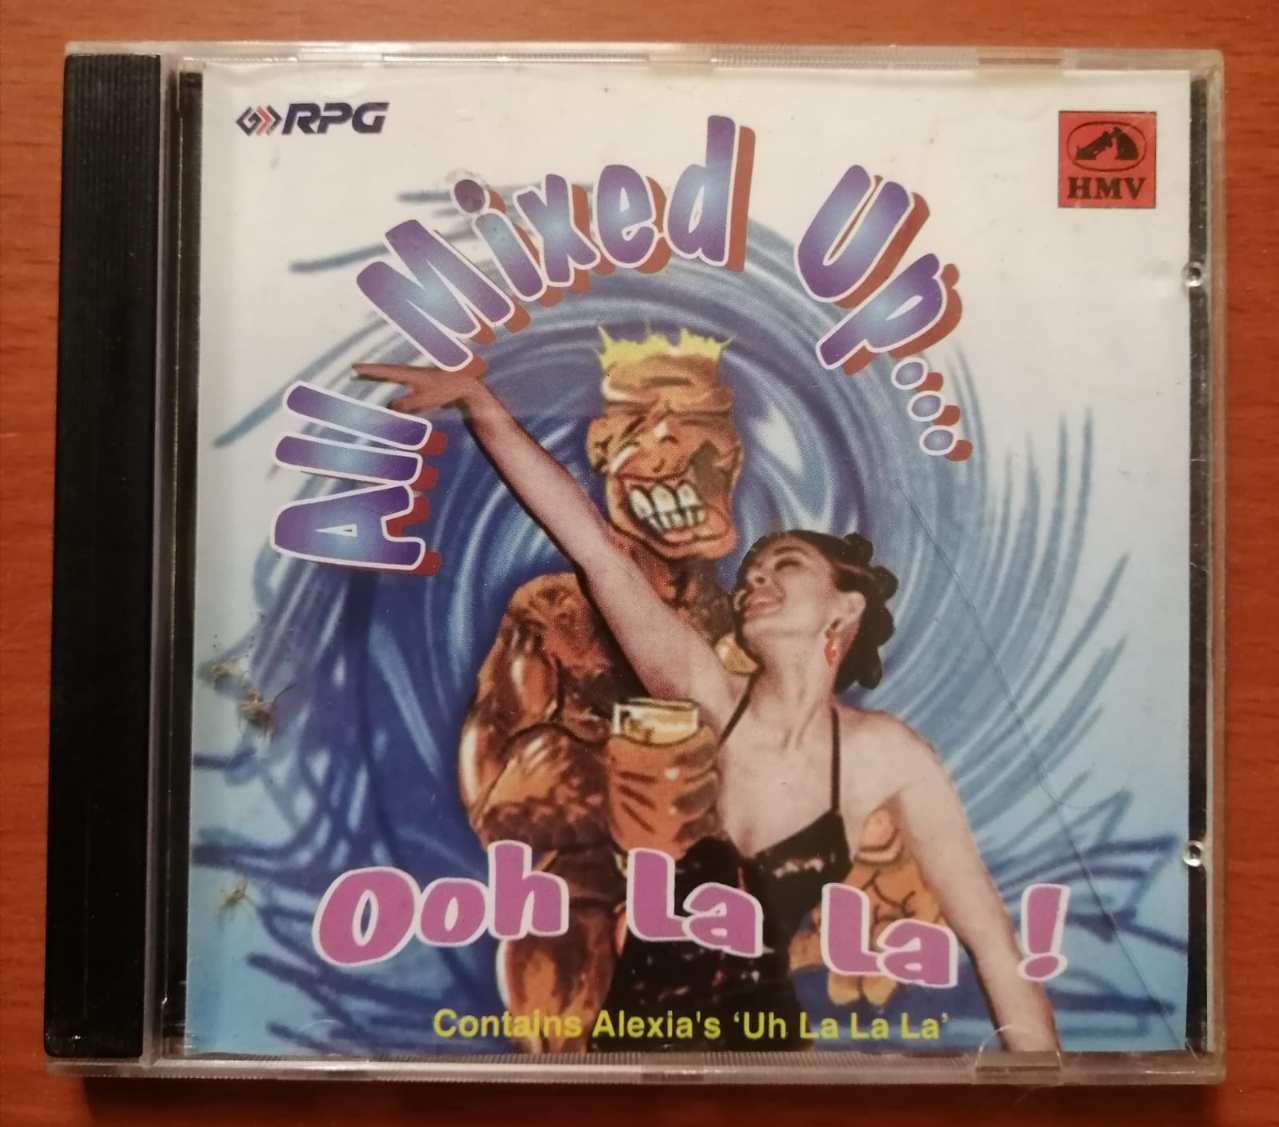 RPG
HMV
All Mixed Up....
Ooh La La!
Contains Alexia's ‘Uh La La La’